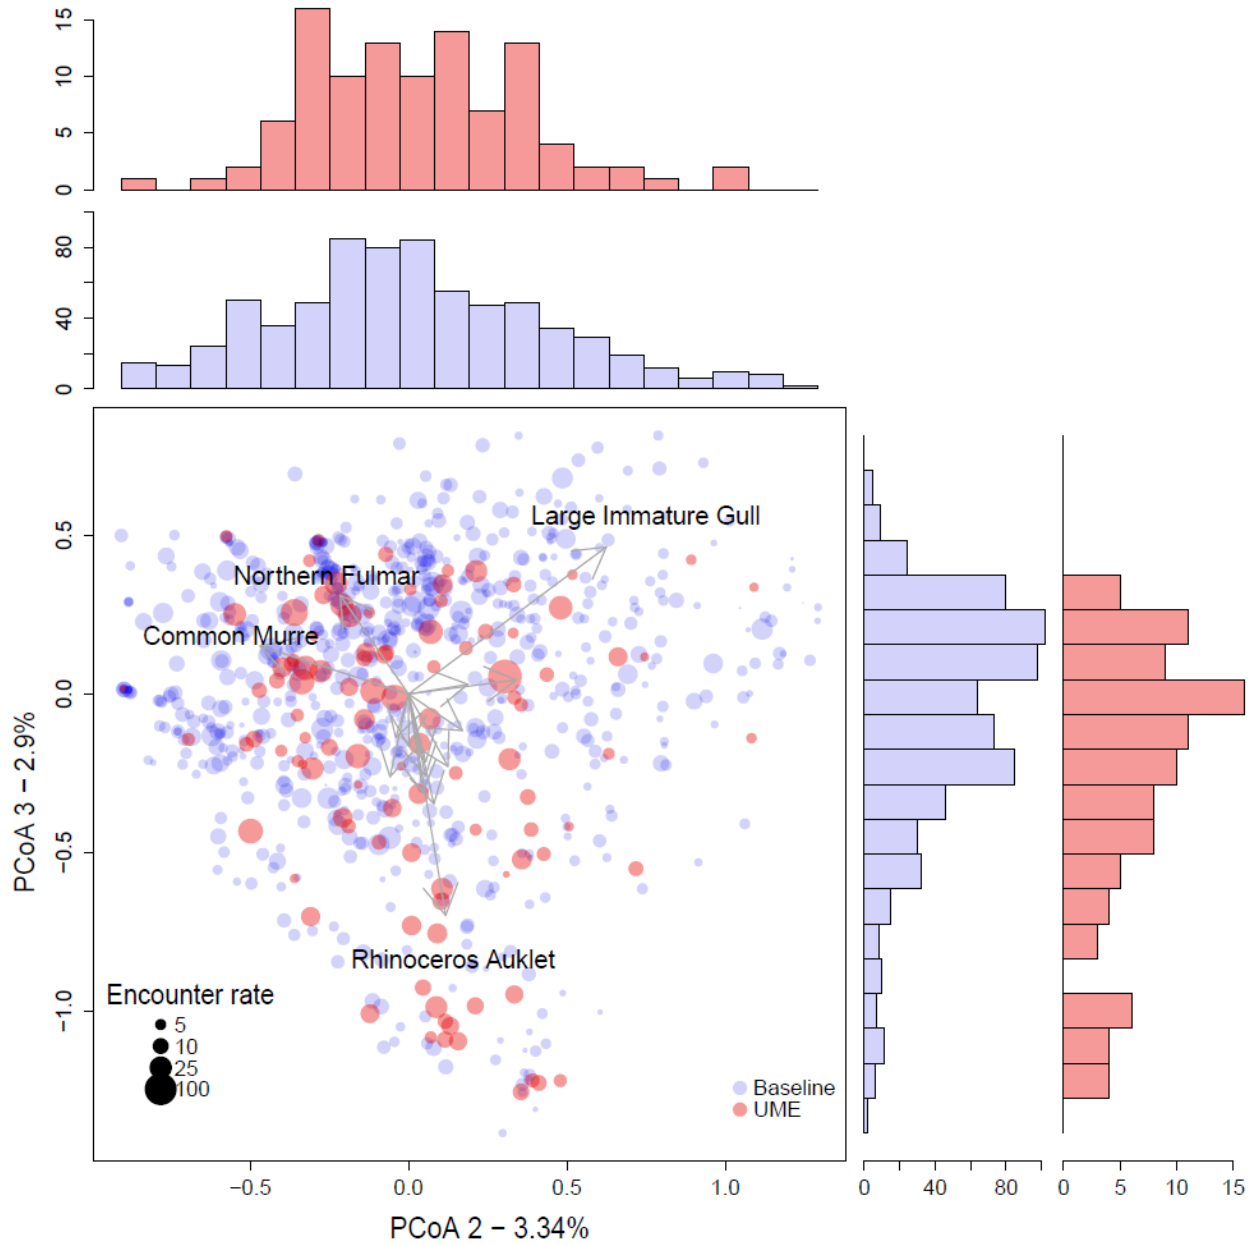 15
10
5
0
80
40
0
Large Immature Gull
Northern Fulmar
Common Murre
Rhinoceros Auklet
Encounter rate
5
10
25
100
Baseline
UME
0.5
0.0
−0.5
−1.0
PCoA 3 − 2.9%
−0.5 0.0 0.5 1.0
PCoA 2 − 3.34%
0 40 80
0 5 10 15